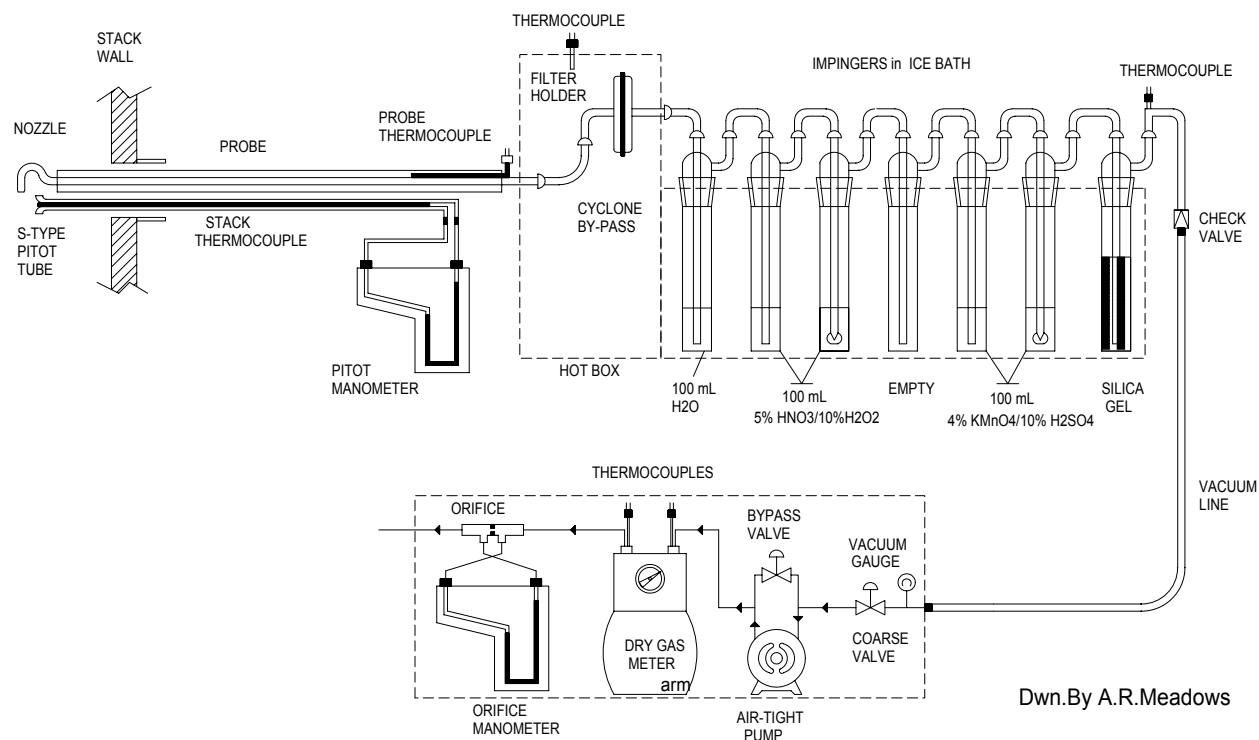 THERMOCOUPLE
STACK
WALL
FILTER
HOLDER
IMPINGERS in ICE BATH
THERMOCOUPLE
NOZZLE
PROBE
PROBE
THERMOCOUPLE
S-TYPE
PITOT
TUBE
STACK
THERMOCOUPLE
CYCLONE
BY-PASS
CHECK
VALVE
PITOT
MANOMETER
HOT BOX
100 mL
H2O
100 mL
5% HNO3/10%H2O2
EMPTY
100 mL
4% KMnO4/10% H2SO4
SILICA
GEL
THERMOCOUPLES
VACUUM
LINE
ORIFICE
BYPASS
VALVE
VACUUM
GAUGE
DRY GAS
METER
arm
COARSE
VALVE
ORIFICE
MANOMETER
AIR-TIGHT
PUMP
Dwn.By A.R.Meadows